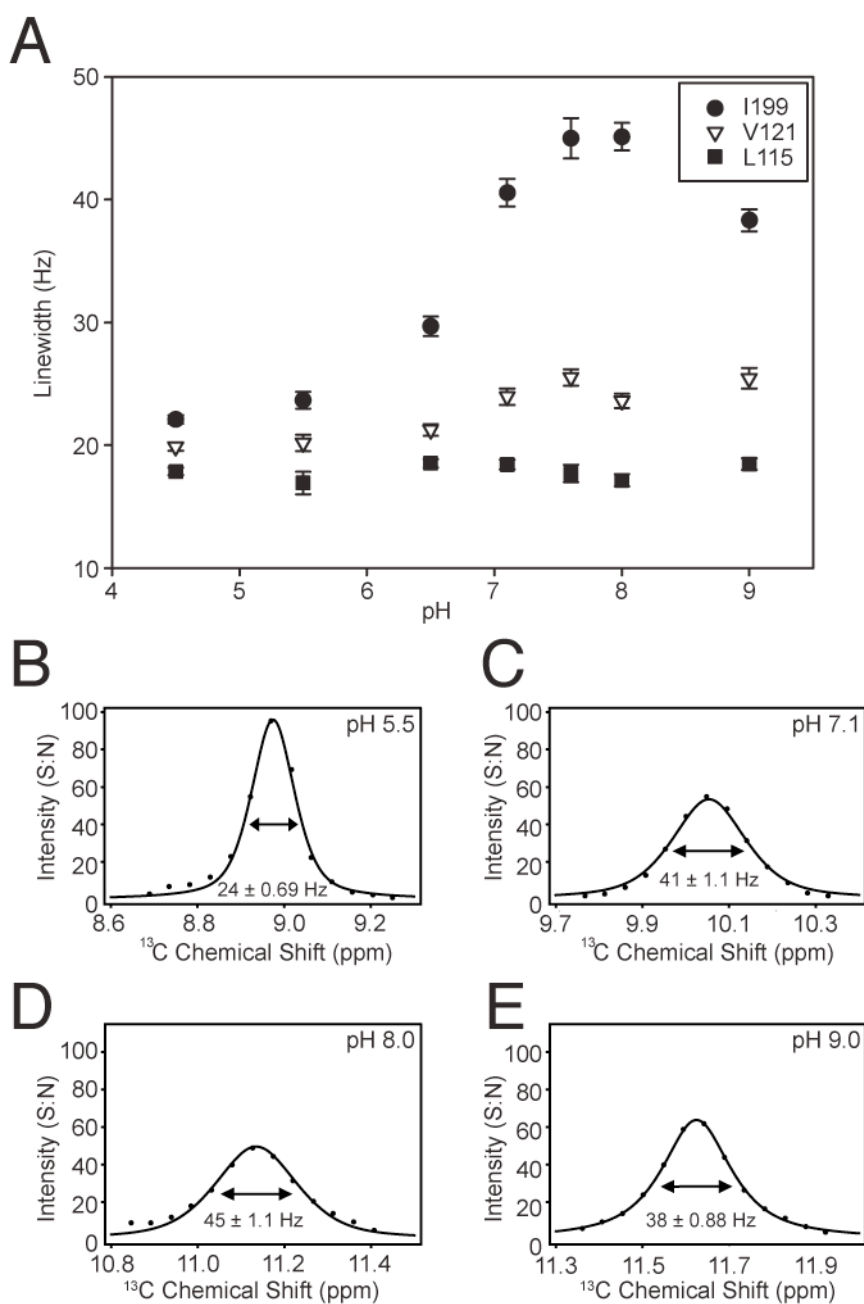 A
50
40
30
20
10
Linewidth (Hz)
I199
V121
L115
4 5 6 7 8 9
pH
B
100
80
60
40
20
0
Intensity (S:N)
pH 5.5
24 ± 0.69 Hz
8.6 8.8 9.0 9.2
¹³C Chemical Shift (ppm)
C
100
80
60
40
20
0
Intensity (S:N)
pH 7.1
41 ± 1.1 Hz
9.7 9.9 10.1 10.3
¹³C Chemical Shift (ppm)
D
100
80
60
40
20
0
Intensity (S:N)
pH 8.0
45 ± 1.1 Hz
10.8 11.0 11.2 11.4
¹³C Chemical Shift (ppm)
E
100
80
60
40
20
0
Intensity (S:N)
pH 9.0
38 ± 0.88 Hz
11.3 11.5 11.7 11.9
¹³C Chemical Shift (ppm)